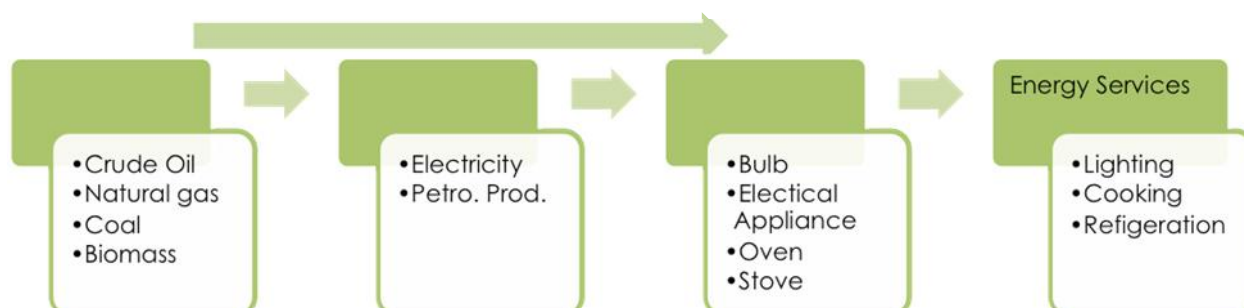 •Crude Oil
•Natural gas
•Coal
•Biomass
•Electricity
•Petro. Prod.
•Bulb
•Electical
Appliance
•Oven
•Stove
Energy Services
•Lighting
•Cooking
•Refigeration